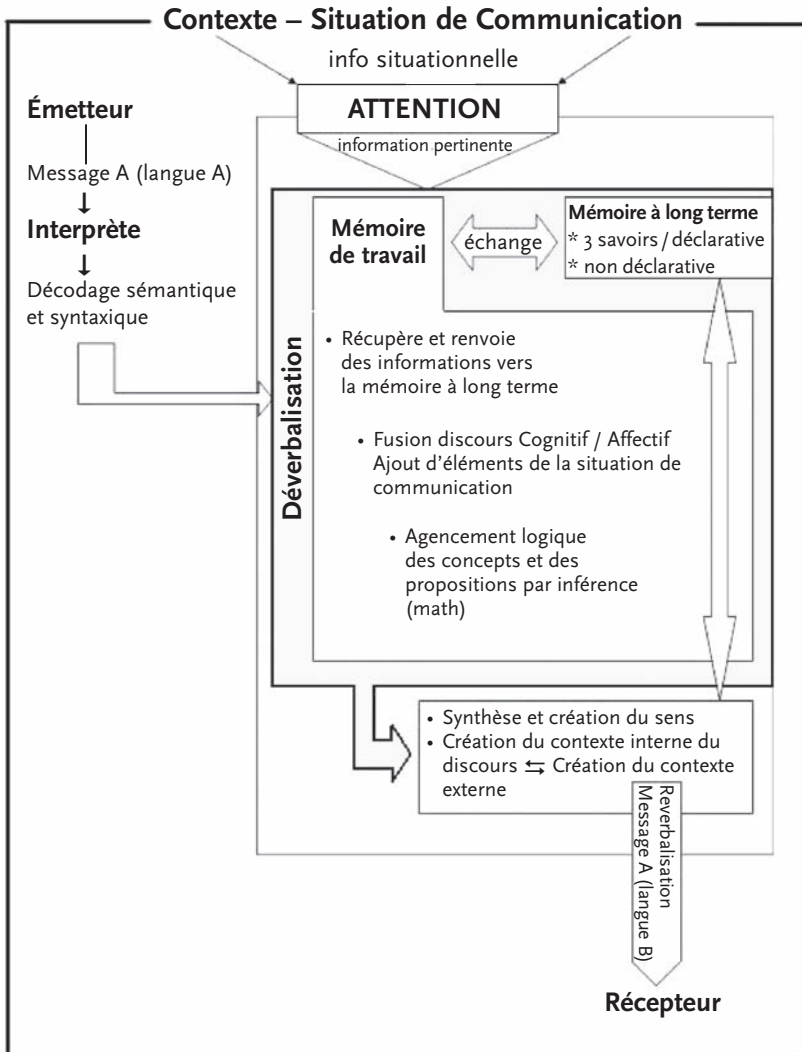 Contexte – Situation de Communication
info situationnelle
ATTENTION
information pertinente
Émetteur
Message A (langue A)
Interprète
Décodage sémantique
et syntaxique
Déverbalisation
Mémoire
de travail
échange
Mémoire à long terme
* 3 savoirs / déclarative
* non déclarative
• Récupère et renvoie
des informations vers
la mémoire à long terme
• Fusion discours Cognitif / Affectif
Ajout d’éléments de la situation de
communication
• Agencement logique
des concepts et des
propositions par inférence
(math)
• Synthèse et création du sens
• Création du contexte interne du
discours ⇆ Création du contexte
externe
Reverbalisation
Message A (langue B)
Récepteur